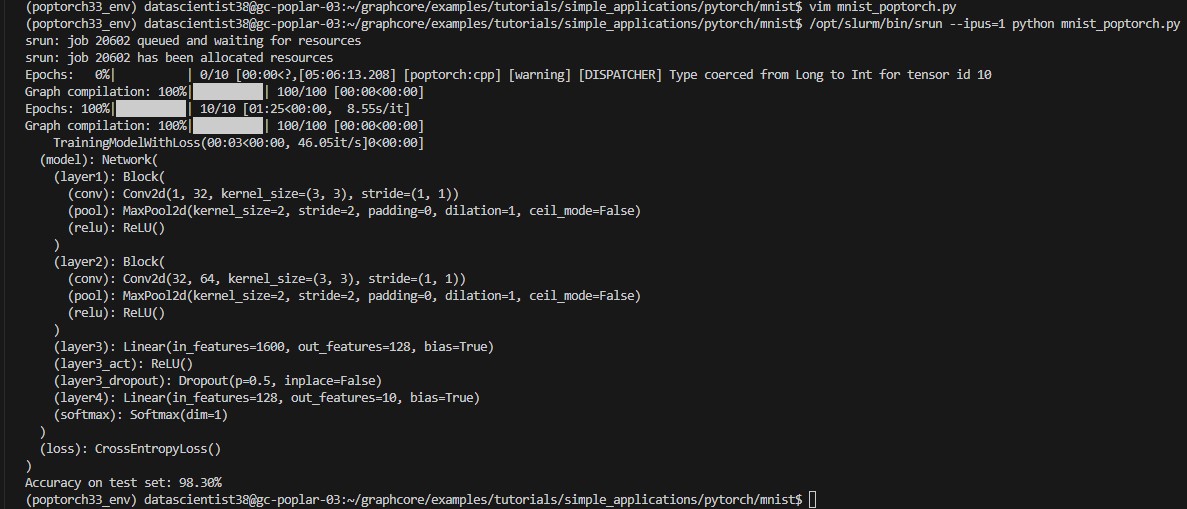 (poptorch33_env) datascientist38@gc-poplar-03:~/graphcore/examples/tutorials/simple_applications/pytorch/mnist$ vim mnist_poptorch.py
(poptorch33_env) datascientist38@gc-poplar-03:~/graphcore/examples/tutorials/simple_applications/pytorch/mnist$ /opt/slurm/bin/srun --ipus=1 python mnist_poptorch.py
srun: job 20602 queued and waiting for resources
srun: job 20602 has been allocated resources
Epochs:   0%|          | 0/10 [00:00<?,[05:06:13.208] [poptorch:cpp] [warning] [DISPATCHER] Type coerced from Long to Int for tensor id 10
Graph compilation: 100%|██████████| 100/100 [00:00<00:00]
Epochs: 100%|██████████| 10/10 [01:25<00:00,  8.55s/it]
Graph compilation: 100%|██████████| 100/100 [00:00<00:00]
    TrainingModelWithLoss(00:03<00:00, 46.05it/s]0<00:00]
  (model): Network(
    (layer1): Block(
      (conv): Conv2d(1, 32, kernel_size=(3, 3), stride=(1, 1))
      (pool): MaxPool2d(kernel_size=2, stride=2, padding=0, dilation=1, ceil_mode=False)
      (relu): ReLU()
    )
    (layer2): Block(
      (conv): Conv2d(32, 64, kernel_size=(3, 3), stride=(1, 1))
      (pool): MaxPool2d(kernel_size=2, stride=2, padding=0, dilation=1, ceil_mode=False)
      (relu): ReLU()
    )
    (layer3): Linear(in_features=1600, out_features=128, bias=True)
    (layer3_act): ReLU()
    (layer3_dropout): Dropout(p=0.5, inplace=False)
    (layer4): Linear(in_features=128, out_features=10, bias=True)
    (softmax): Softmax(dim=1)
  )
  (loss): CrossEntropyLoss()
)
Accuracy on test set: 98.30%
(poptorch33_env) datascientist38@gc-poplar-03:~/graphcore/examples/tutorials/simple_applications/pytorch/mnist$